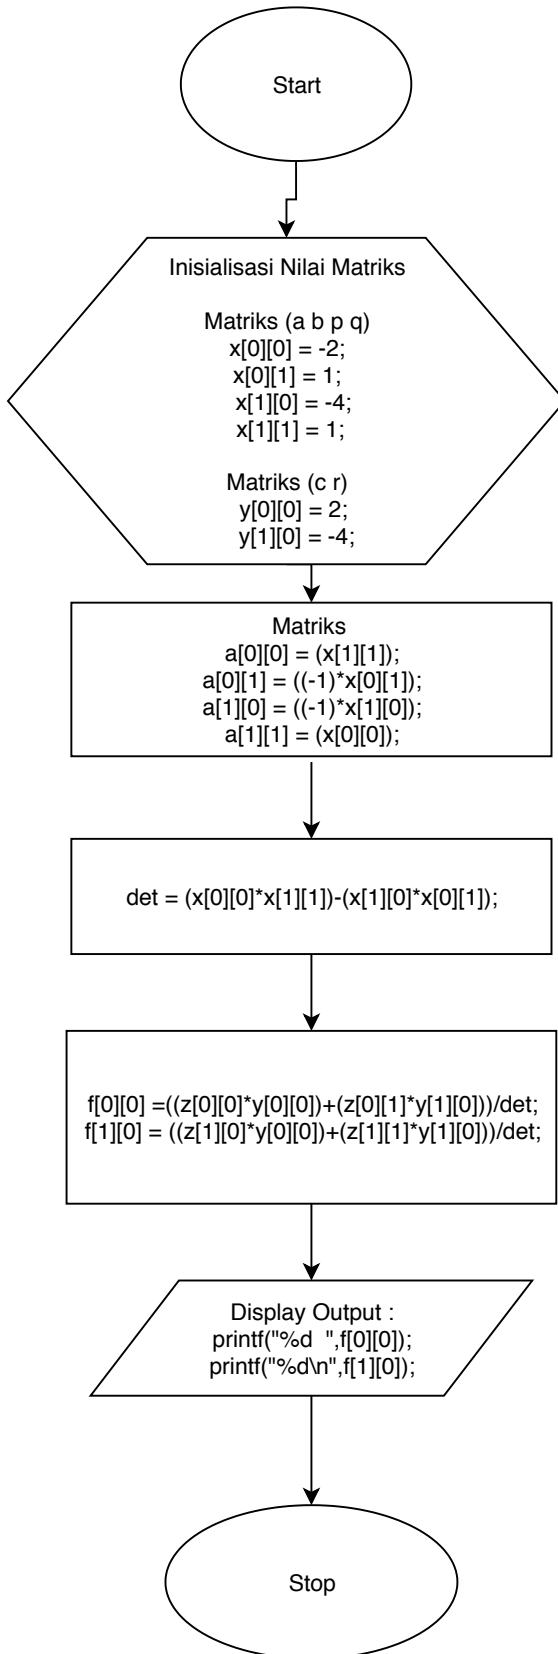 Start
Inisialisasi Nilai Matriks
Matriks (a b p q)
x[0][0] = -2;
x[0][1] = 1;
x[1][0] = -4;
x[1][1] = 1;
Matriks (c r)
y[0][0] = 2;
y[1][0] = -4;
Matriks
a[0][0] = (x[1][1]);
a[0][1] = ((-1)*x[0][1]);
a[1][0] = ((-1)*x[1][0]);
a[1][1] = (x[0][0]);
det = (x[0][0]*x[1][1])-(x[1][0]*x[0][1]);
f[0][0] =((z[0][0]*y[0][0])+(z[0][1]*y[1][0]))/det;
f[1][0] = ((z[1][0]*y[0][0])+(z[1][1]*y[1][0]))/det;
Display Output :
printf("%d  ",f[0][0]);
printf("%d\n",f[1][0]);
Stop